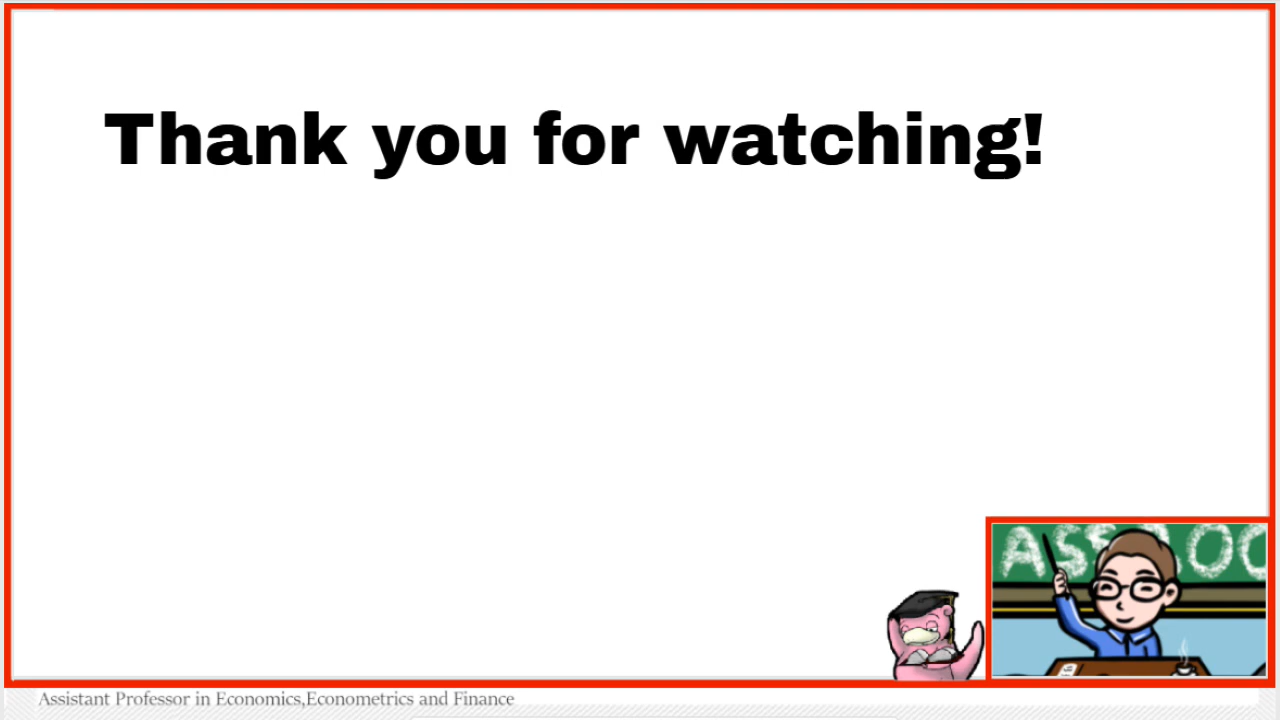 Thank you for watching!
Assistant Professor in Economics,Econometrics and Finance